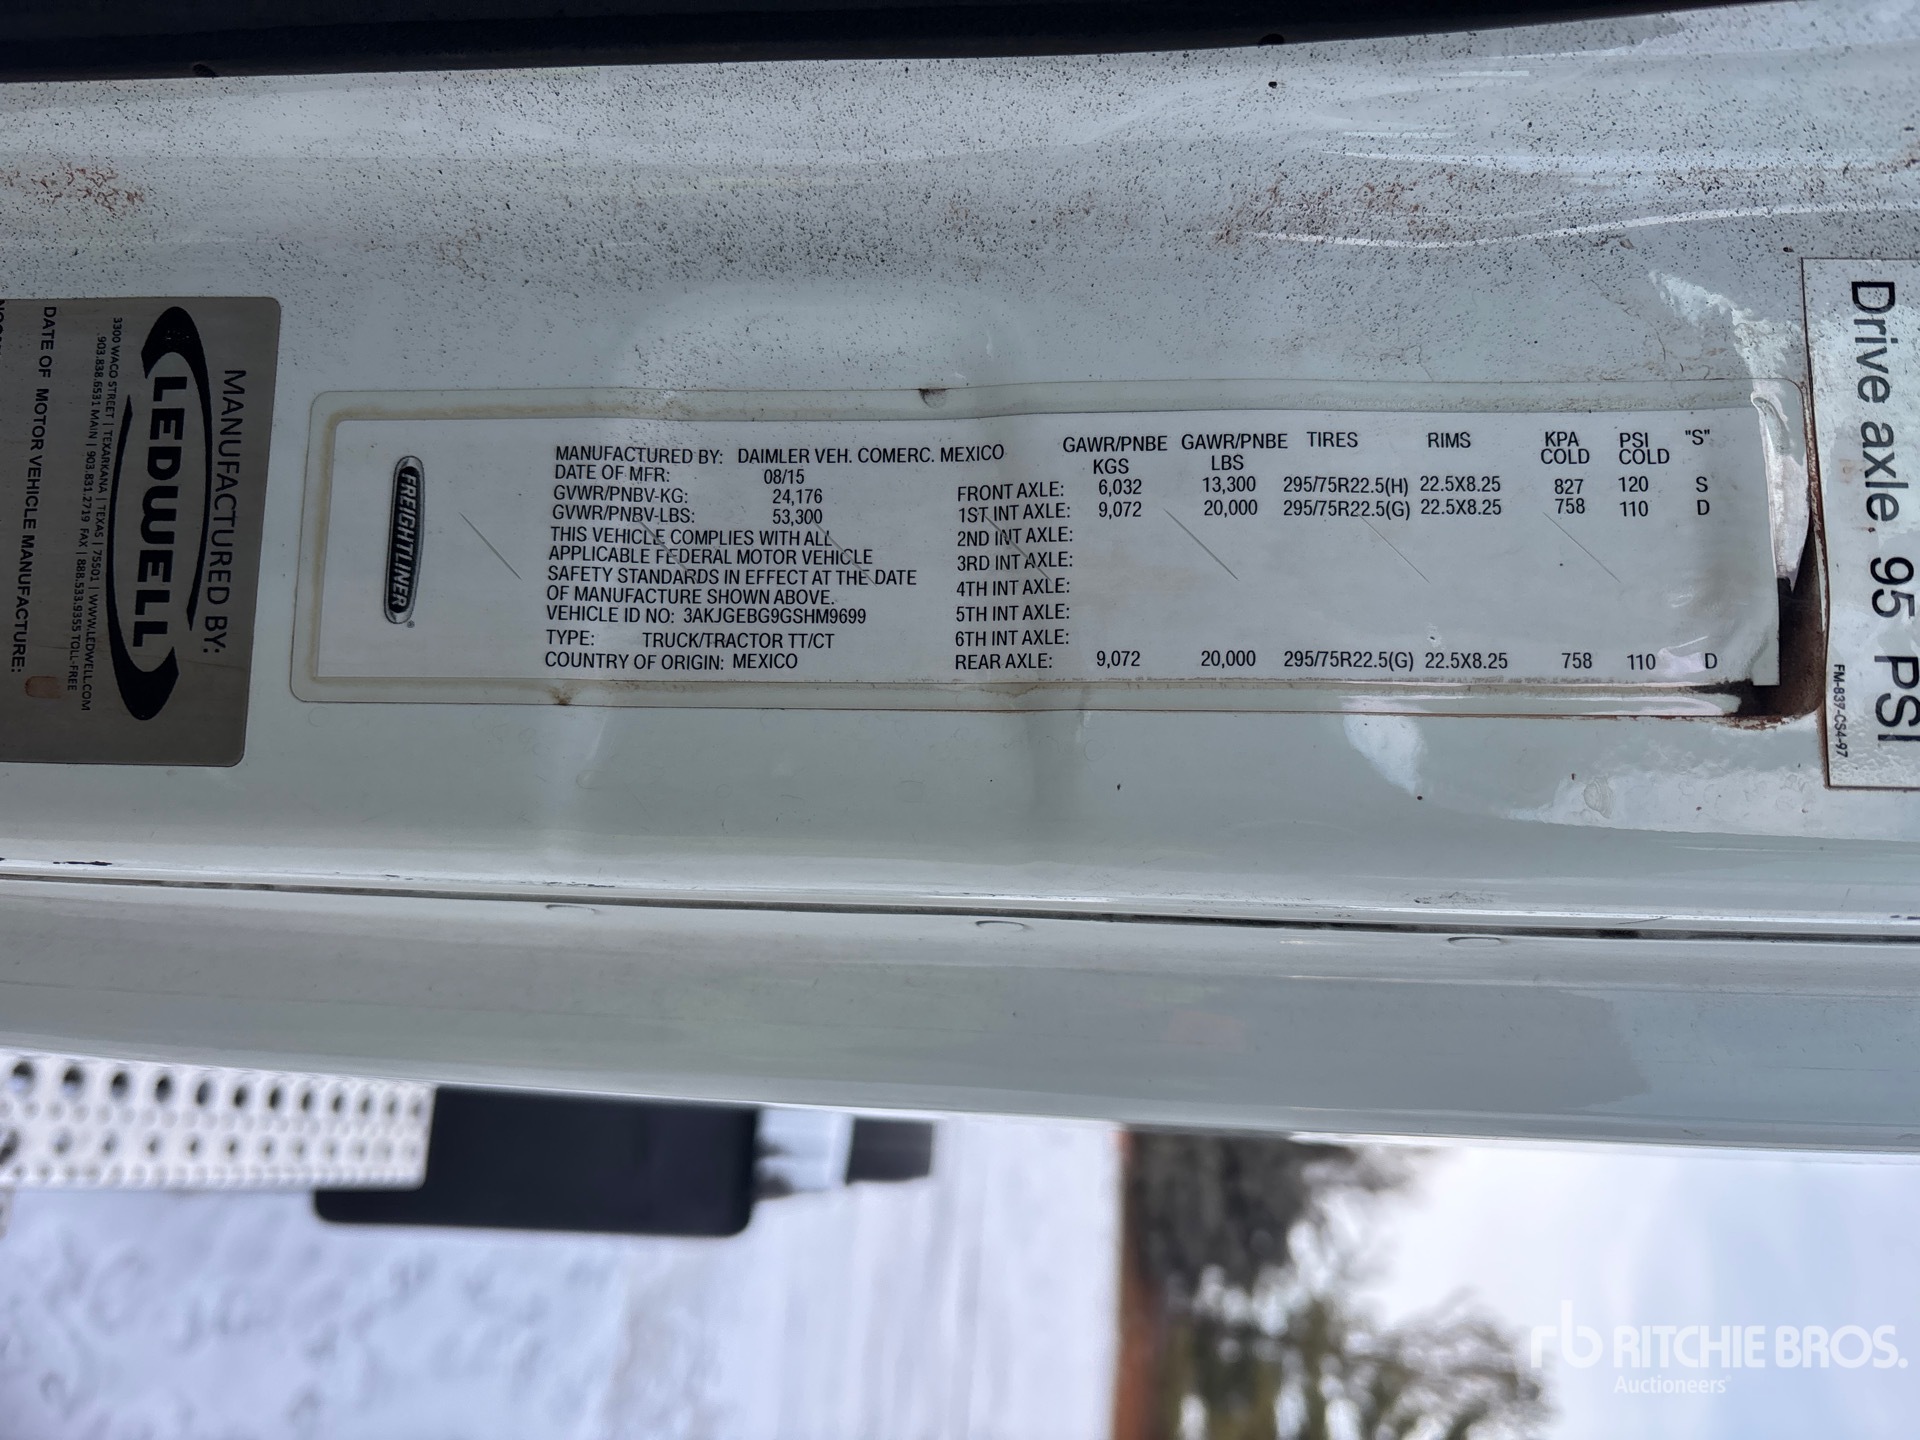 MANUFACTURED BY:
LEDWELL
3300 WACO STREET | TEXARKANA | TEXAS | 75501 | WWW.LEDWELL.COM
903.838.6531 MAIN | 903.831.2719 FAX | 888.533.9355 TOLL-FREE
DATE OF MOTOR VEHICLE MANUFACTURE:
FREIGHTLINER
MANUFACTURED BY: DAIMLER VEH. COMERC. MEXICO
DATE OF MFR: 08/15
GVWR/PNBV-KG: 24,176
GVWR/PNBV-LBS: 53,300
THIS VEHICLE COMPLIES WITH ALL
APPLICABLE FEDERAL MOTOR VEHICLE
SAFETY STANDARDS IN EFFECT AT THE DATE
OF MANUFACTURE SHOWN ABOVE.
VEHICLE ID NO: 3AKJGEBG9GSHM9699
TYPE: TRUCK/TRACTOR TT/CT
COUNTRY OF ORIGIN: MEXICO
GAWR/PNBE GAWR/PNBE TIRES RIMS KPA PSI "S"
KGS LBS COLD COLD
FRONT AXLE: 6,032 13,300 295/75R22.5(H) 22.5X8.25 827 120 S
1ST INT AXLE: 9,072 20,000 295/75R22.5(G) 22.5X8.25 758 110 D
2ND INT AXLE:
3RD INT AXLE:
4TH INT AXLE:
5TH INT AXLE:
6TH INT AXLE:
REAR AXLE: 9,072 20,000 295/75R22.5(G) 22.5X8.25 758 110 D
Drive axle 95 PSI
FM-837-CS4-97
rb RITCHIE BROS.
Auctioneers